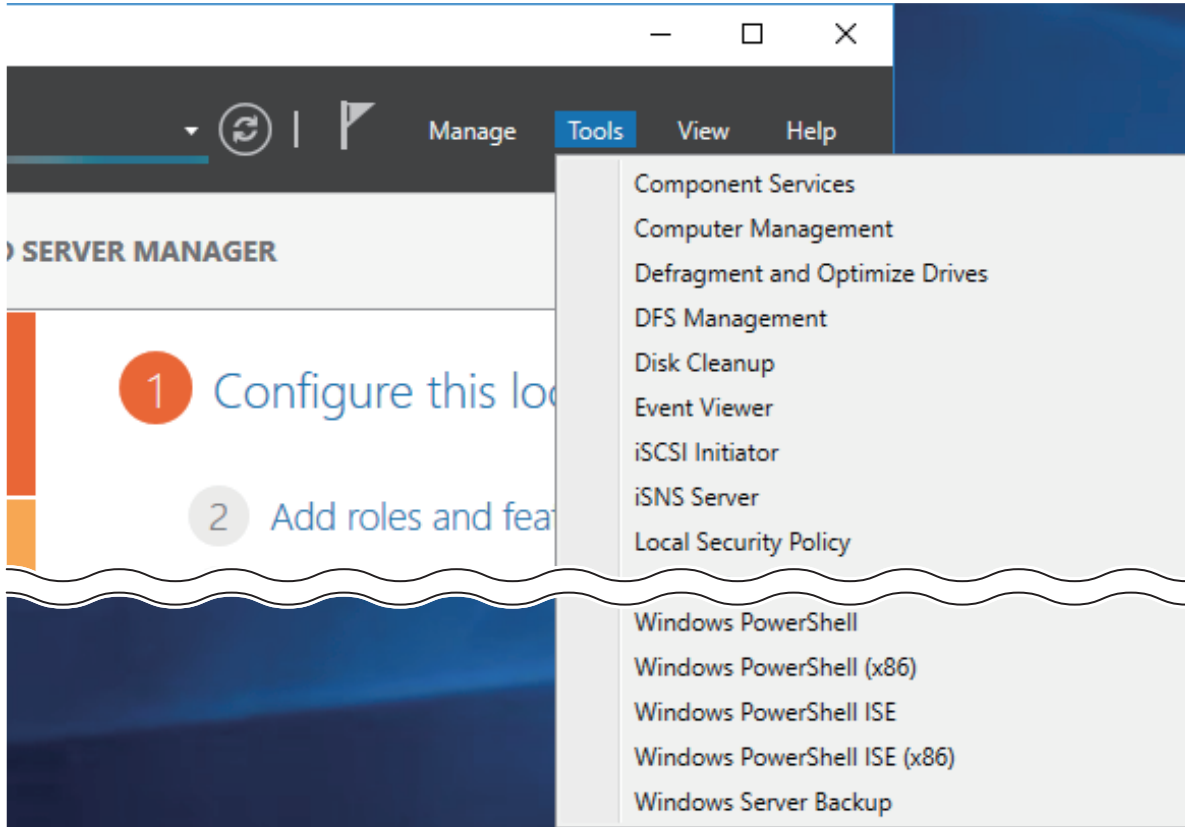 Manage Tools View Help
SERVER MANAGER
1 Configure this
2 Add roles and
Component Services
Computer Management
Defragment and Optimize Drives
DFS Management
Disk Cleanup
Event Viewer
iSCSI Initiator
iSNS Server
Local Security Policy
Windows PowerShell
Windows PowerShell (x86)
Windows PowerShell ISE
Windows PowerShell ISE (x86)
Windows Server Backup